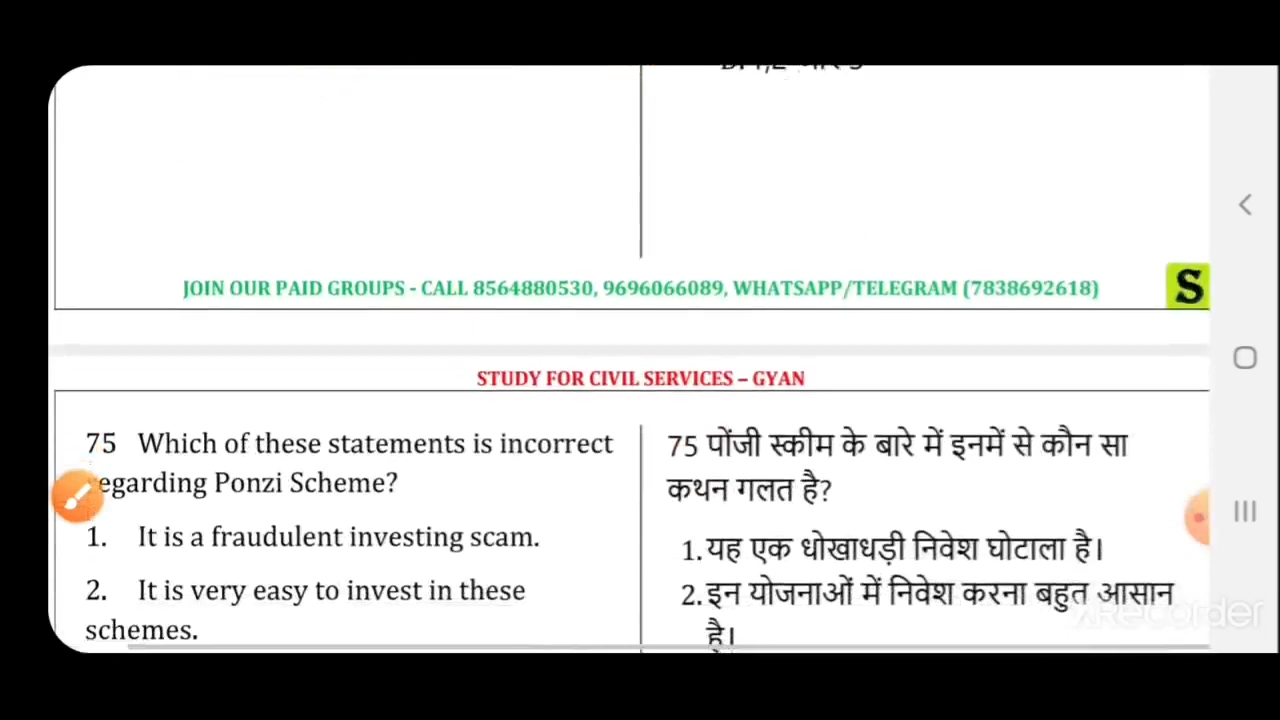 JOIN OUR PAID GROUPS - CALL 8564880530, 9696066089, WHATSAPP/TELEGRAM (7838692618)
S
STUDY FOR CIVIL SERVICES – GYAN
75 Which of these statements is incorrect
egarding Ponzi Scheme?
1. It is a fraudulent investing scam.
2. It is very easy to invest in these
schemes.
75 पोंजी स्कीम के बारे में इनमें से कौन सा
कथन गलत है?
1. यह एक धोखाधड़ी निवेश घोटाला है।
2. इन योजनाओं में निवेश करना बहुत आसान
है।
XRecorder